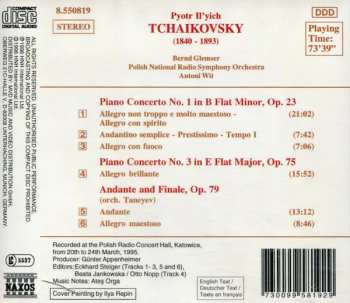 COMPACT
disc
DIGITAL AUDIO
8.550819
STEREO
Pyotr Il'yich
TCHAIKOVSKY
(1840 - 1893)
DDD
Playing
Time:
73'39"
Bernd Glemser
Polish National Radio Symphony Orchestra
Antoni Wit
Piano Concerto No. 1 in B Flat Minor, Op. 23
1 Allegro non troppo e molto maestoso - (21:02)
Allegro con spirito
2 Andantino semplice - Prestissimo - Tempo I (7:42)
3 Allegro con fuoco (7:06)
Piano Concerto No. 3 in E Flat Major, Op. 75
4 Allegro brillante (15:52)
Andante and Finale, Op. 79
(orch. Taneyev)
5 Andante (13:12)
6 Allegro maestoso (8:46)
Recorded at the Polish Radio Concert Hall, Katowice,
from 20th to 24th March, 1995.
Producer: Günter Appenheimer
Editors: Eckhard Steiger (Tracks 1-3, 5 and 6),
Beata Jankowska / Otto Nopp (Track 4)
Music Notes: Ateş Orga
Cover Painting by Ilya Repin
English Text /
Deutscher Text /
Texte en français
NAXOS
7 30099 58192 9